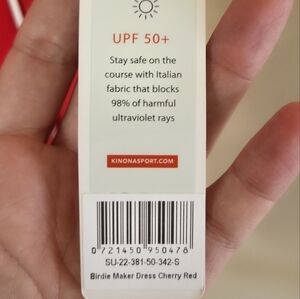 UPF 50+
Stay safe on the
course with Italian
fabric that blocks
98% of harmful
ultraviolet rays
KINONASPORT.COM
0 721450 950476
SU-22-381-50-342-S
Birdie Maker Dress Cherry Red